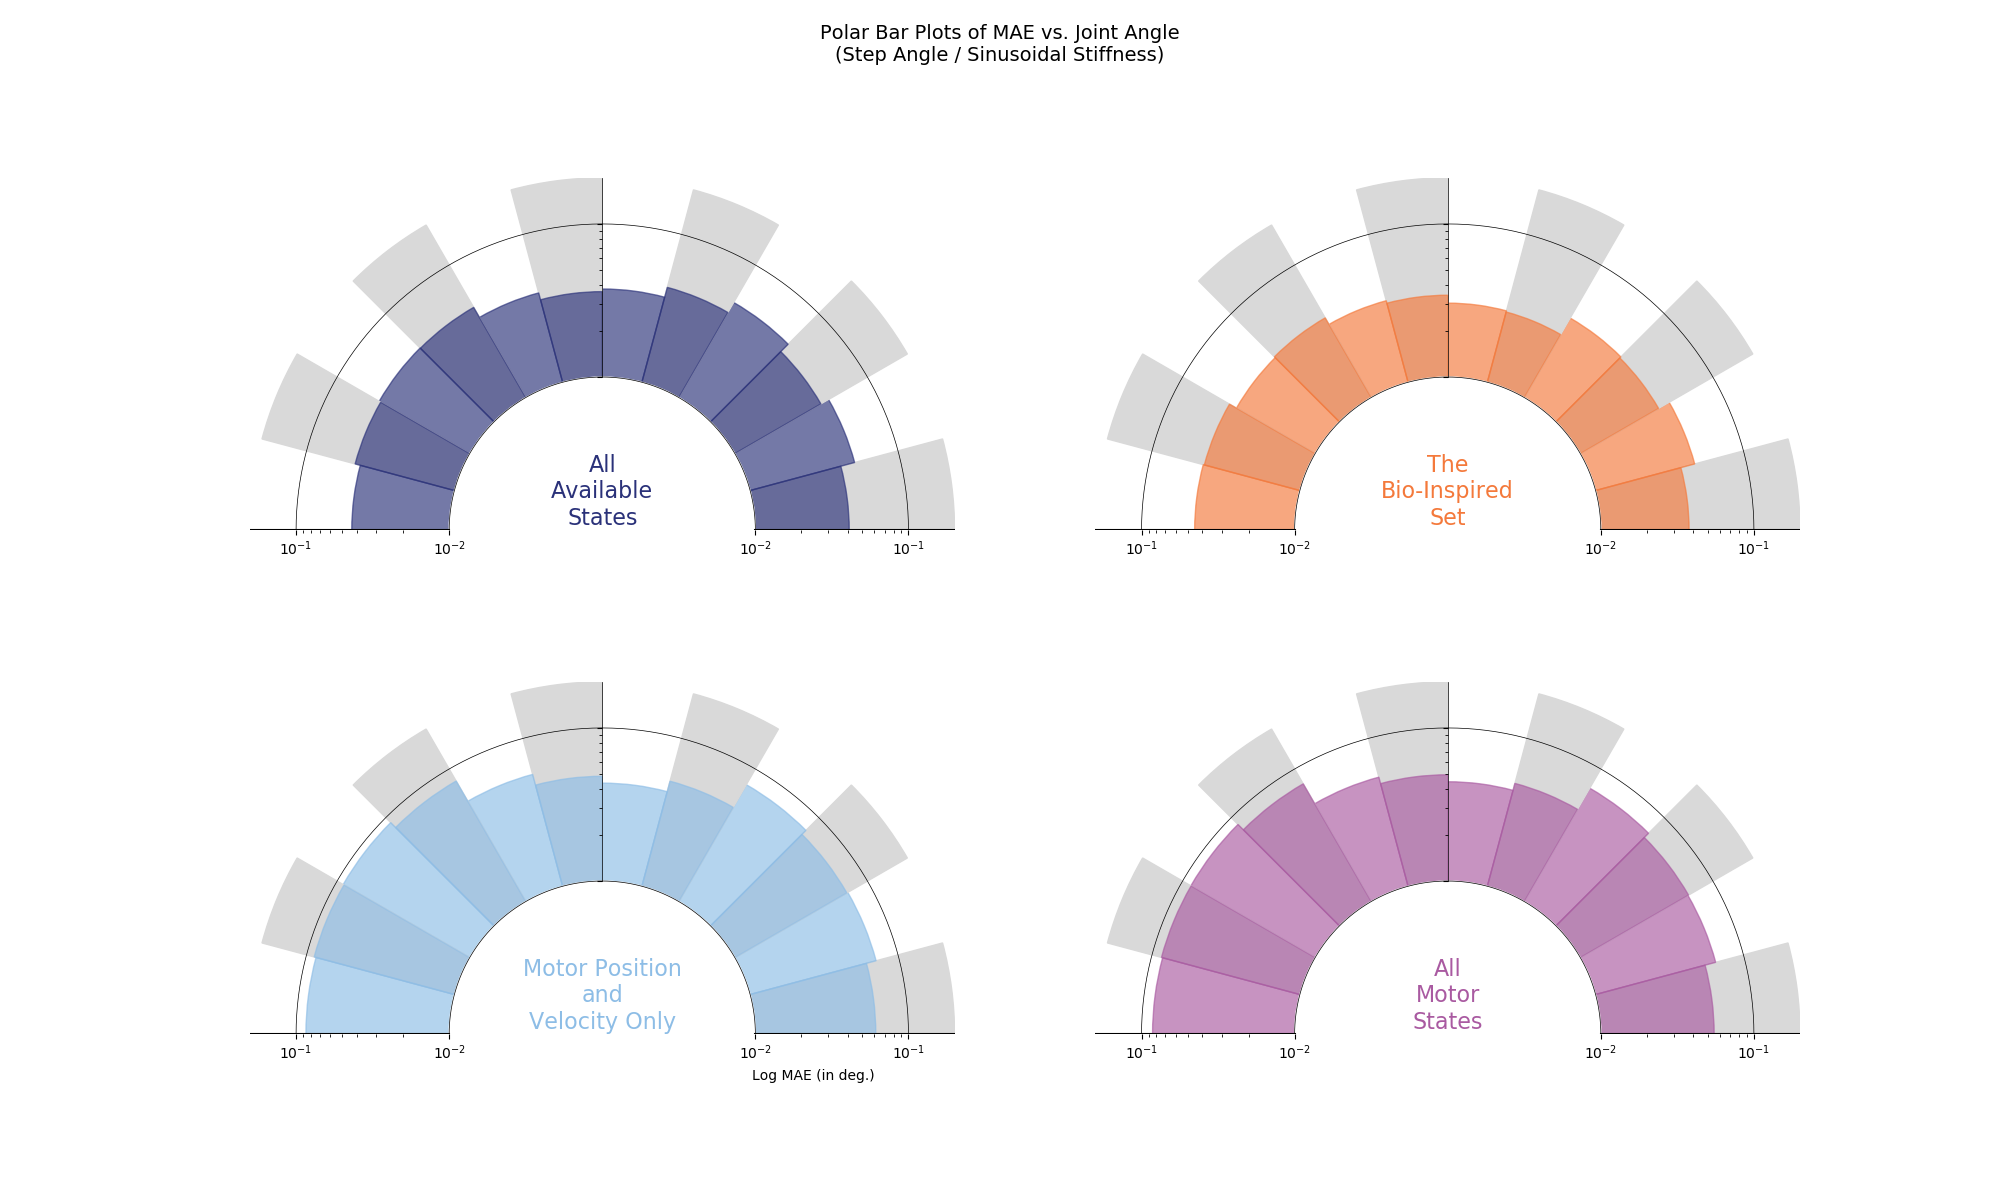 Polar Bar Plots of MAE vs. Joint Angle
(Step Angle / Sinusoidal Stiffness)
All
Available
States
10⁻¹ 10⁻² 10⁻² 10⁻¹
The
Bio-Inspired
Set
10⁻¹ 10⁻² 10⁻² 10⁻¹
Motor Position
and
Velocity Only
10⁻¹ 10⁻² 10⁻² 10⁻¹
Log MAE (in deg.)
All
Motor
States
10⁻¹ 10⁻² 10⁻² 10⁻¹